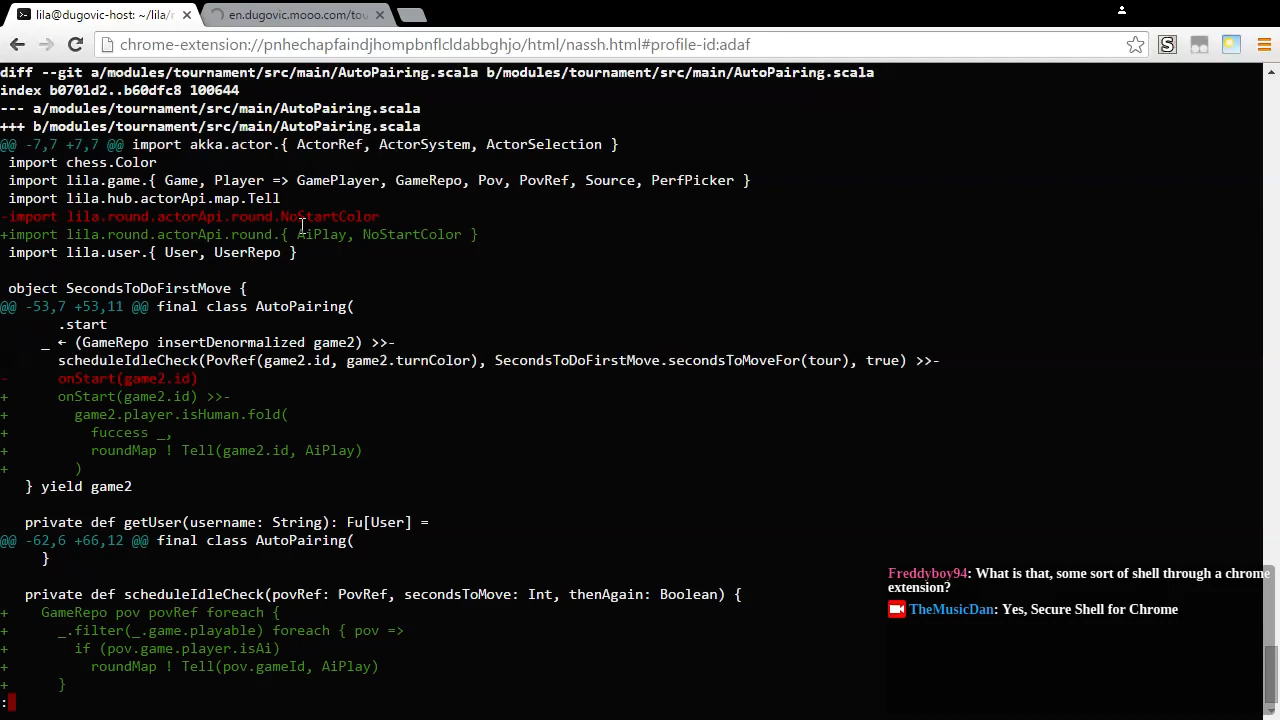 lila@dugovic-host: ~/lila/r
en.dugovic.mooo.com/tou
chrome-extension://pnhechapfaindjhompbnflcldabbghjo/html/nassh.html#profile-id:adaf
diff --git a/modules/tournament/src/main/AutoPairing.scala b/modules/tournament/src/main/AutoPairing.scala
index b0701d2..b60dfc8 100644
--- a/modules/tournament/src/main/AutoPairing.scala
+++ b/modules/tournament/src/main/AutoPairing.scala
@@ -7,7 +7,7 @@ import akka.actor.{ ActorRef, ActorSystem, ActorSelection }
 import chess.Color
 import lila.game.{ Game, Player => GamePlayer, GameRepo, Pov, PovRef, Source, PerfPicker }
 import lila.hub.actorApi.map.Tell
-import lila.round.actorApi.round.NoStartColor
+import lila.round.actorApi.round.{ AiPlay, NoStartColor }
 import lila.user.{ User, UserRepo }
 object SecondsToDoFirstMove {
@@ -53,7 +53,11 @@ final class AutoPairing(
       .start
     _ ← (GameRepo insertDenormalized game2) >>-
       scheduleIdleCheck(PovRef(game2.id, game2.turnColor), SecondsToDoFirstMove.secondsToMoveFor(tour), true) >>-
-      onStart(game2.id)
+      onStart(game2.id) >>-
+        game2.player.isHuman.fold(
+          fuccess _,
+          roundMap ! Tell(game2.id, AiPlay)
+        )
   } yield game2
   private def getUser(username: String): Fu[User] =
@@ -62,6 +66,12 @@ final class AutoPairing(
     }
   private def scheduleIdleCheck(povRef: PovRef, secondsToMove: Int, thenAgain: Boolean) {
+    GameRepo pov povRef foreach {
+      _.filter(_.game.playable) foreach { pov =>
+        if (pov.game.player.isAi)
+          roundMap ! Tell(pov.gameId, AiPlay)
+      }
:
Freddyboy94: What is that, some sort of shell through a chrome
extension?
TheMusicDan: Yes, Secure Shell for Chrome